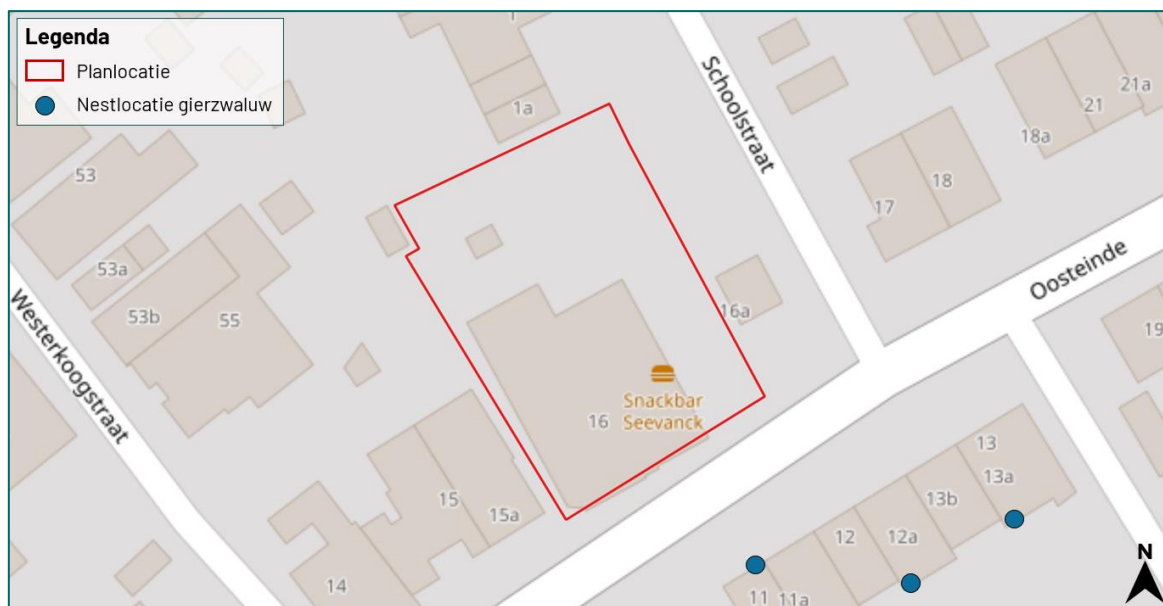 Legenda
Planlocatie
Nestlocatie gierzwaluw
1
1a
Schoolstraat
21a
21
18a
18
17
53
53a
53b
55
Westerkoogstraat
16a
Oosteinde
19
Snackbar
Seevanck
16
15
15a
14
13
13a
13b
12
12a
11
11a
N